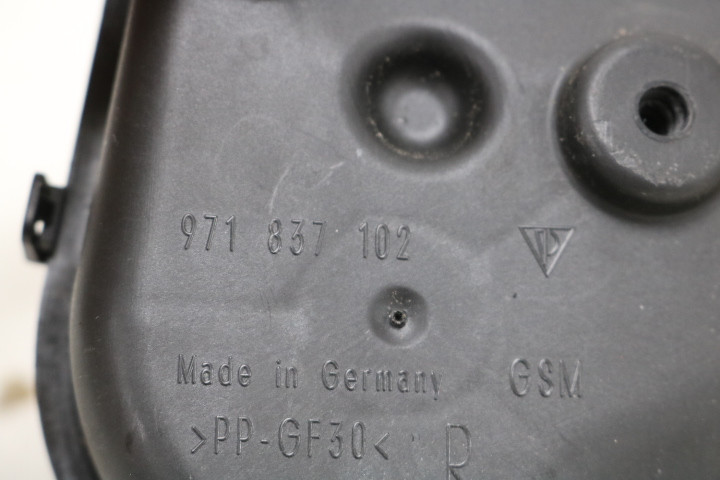 971 837 102
Made in Germany GSM
>PP-GF30< R